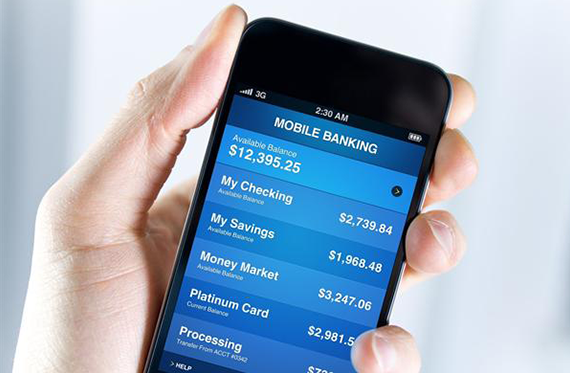 3G
2:30 AM
MOBILE BANKING
Available Balance
$12,395.25
My Checking
Available Balance
$2,739.84
My Savings
Available Balance
$1,968.48
Money Market
Available Balance
$3,247.06
Platinum Card
Current Balance
$2,981.5
Processing
Transfer From ACCT #0342
> HELP